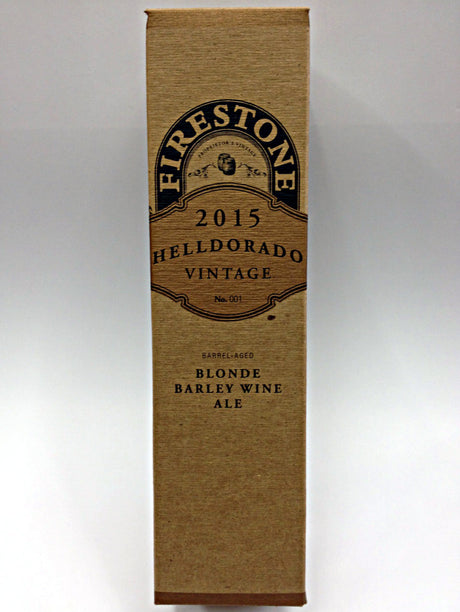 FIRESTONE
PROPRIETOR'S VINTAGE
2015
HELLDORADO
VINTAGE
No. 001
BARREL-AGED
BLONDE
BARLEY WINE
ALE